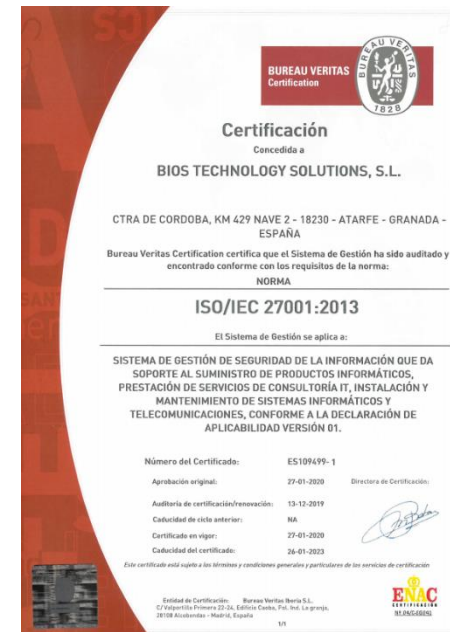 BUREAU VERITAS
Certification
BUREAU VERITAS
1828
Certificación
Concedida a
BIOS TECHNOLOGY SOLUTIONS, S.L.
CTRA DE CORDOBA, KM 429 NAVE 2 - 18230 - ATARFE - GRANADA -
ESPAÑA
Bureau Veritas Certification certifica que el Sistema de Gestión ha sido auditado y
encontrado conforme con los requisitos de la norma:
NORMA
ISO/IEC 27001:2013
El Sistema de Gestión se aplica a:
SISTEMA DE GESTIÓN DE SEGURIDAD DE LA INFORMACIÓN QUE DA
SOPORTE AL SUMINISTRO DE PRODUCTOS INFORMÁTICOS,
PRESTACIÓN DE SERVICIOS DE CONSULTORÍA IT, INSTALACIÓN Y
MANTENIMIENTO DE SISTEMAS INFORMÁTICOS Y
TELECOMUNICACIONES, CONFORME A LA DECLARACIÓN DE
APLICABILIDAD VERSIÓN 01.
Número del Certificado: ES109499- 1
Aprobación original: 27-01-2020 Directora de Certificación:
Auditoría de certificación/renovación: 13-12-2019
Caducidad de ciclo anterior: NA
Certificado en vigor: 27-01-2020
Caducidad del certificado: 26-01-2023
Este certificado está sujeto a los términos y condiciones generales y particulares de los servicios de certificación
Entidad de Certificación: Bureau Veritas Iberia S.L.
C/ Valportillo Primera 22-24, Edificio Caoba, Pol. Ind. La granja,
28108 Alcobendas - Madrid, España
1/1
ENAC
CERTIFICACIÓN